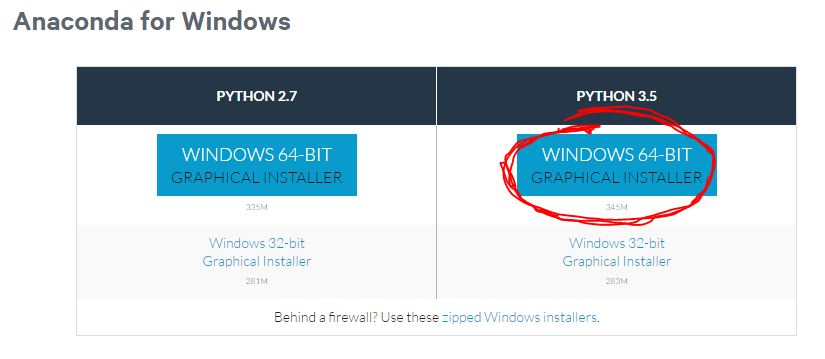 Anaconda for Windows
PYTHON 2.7
PYTHON 3.5
WINDOWS 64-BIT
GRAPHICAL INSTALLER
335M
WINDOWS 64-BIT
GRAPHICAL INSTALLER
345M
Windows 32-bit
Graphical Installer
281M
Windows 32-bit
Graphical Installer
283M
Behind a firewall? Use these zipped Windows installers.